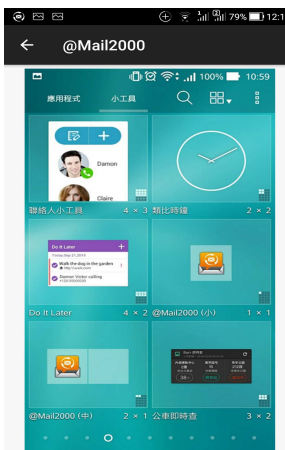 79% 12:1
@Mail2000
100% 10:59
應用程式 小工具
Damon
Claire
聯絡人小工具 4 × 3
類比時鐘 2 × 2
Do It Later
Walk the dog in the garden
Damon Victor calling
Do It Later 4 × 2
@Mail2000 (小) 1 × 1
@Mail2000 (中) 2 × 1
公車即時查 3 × 2